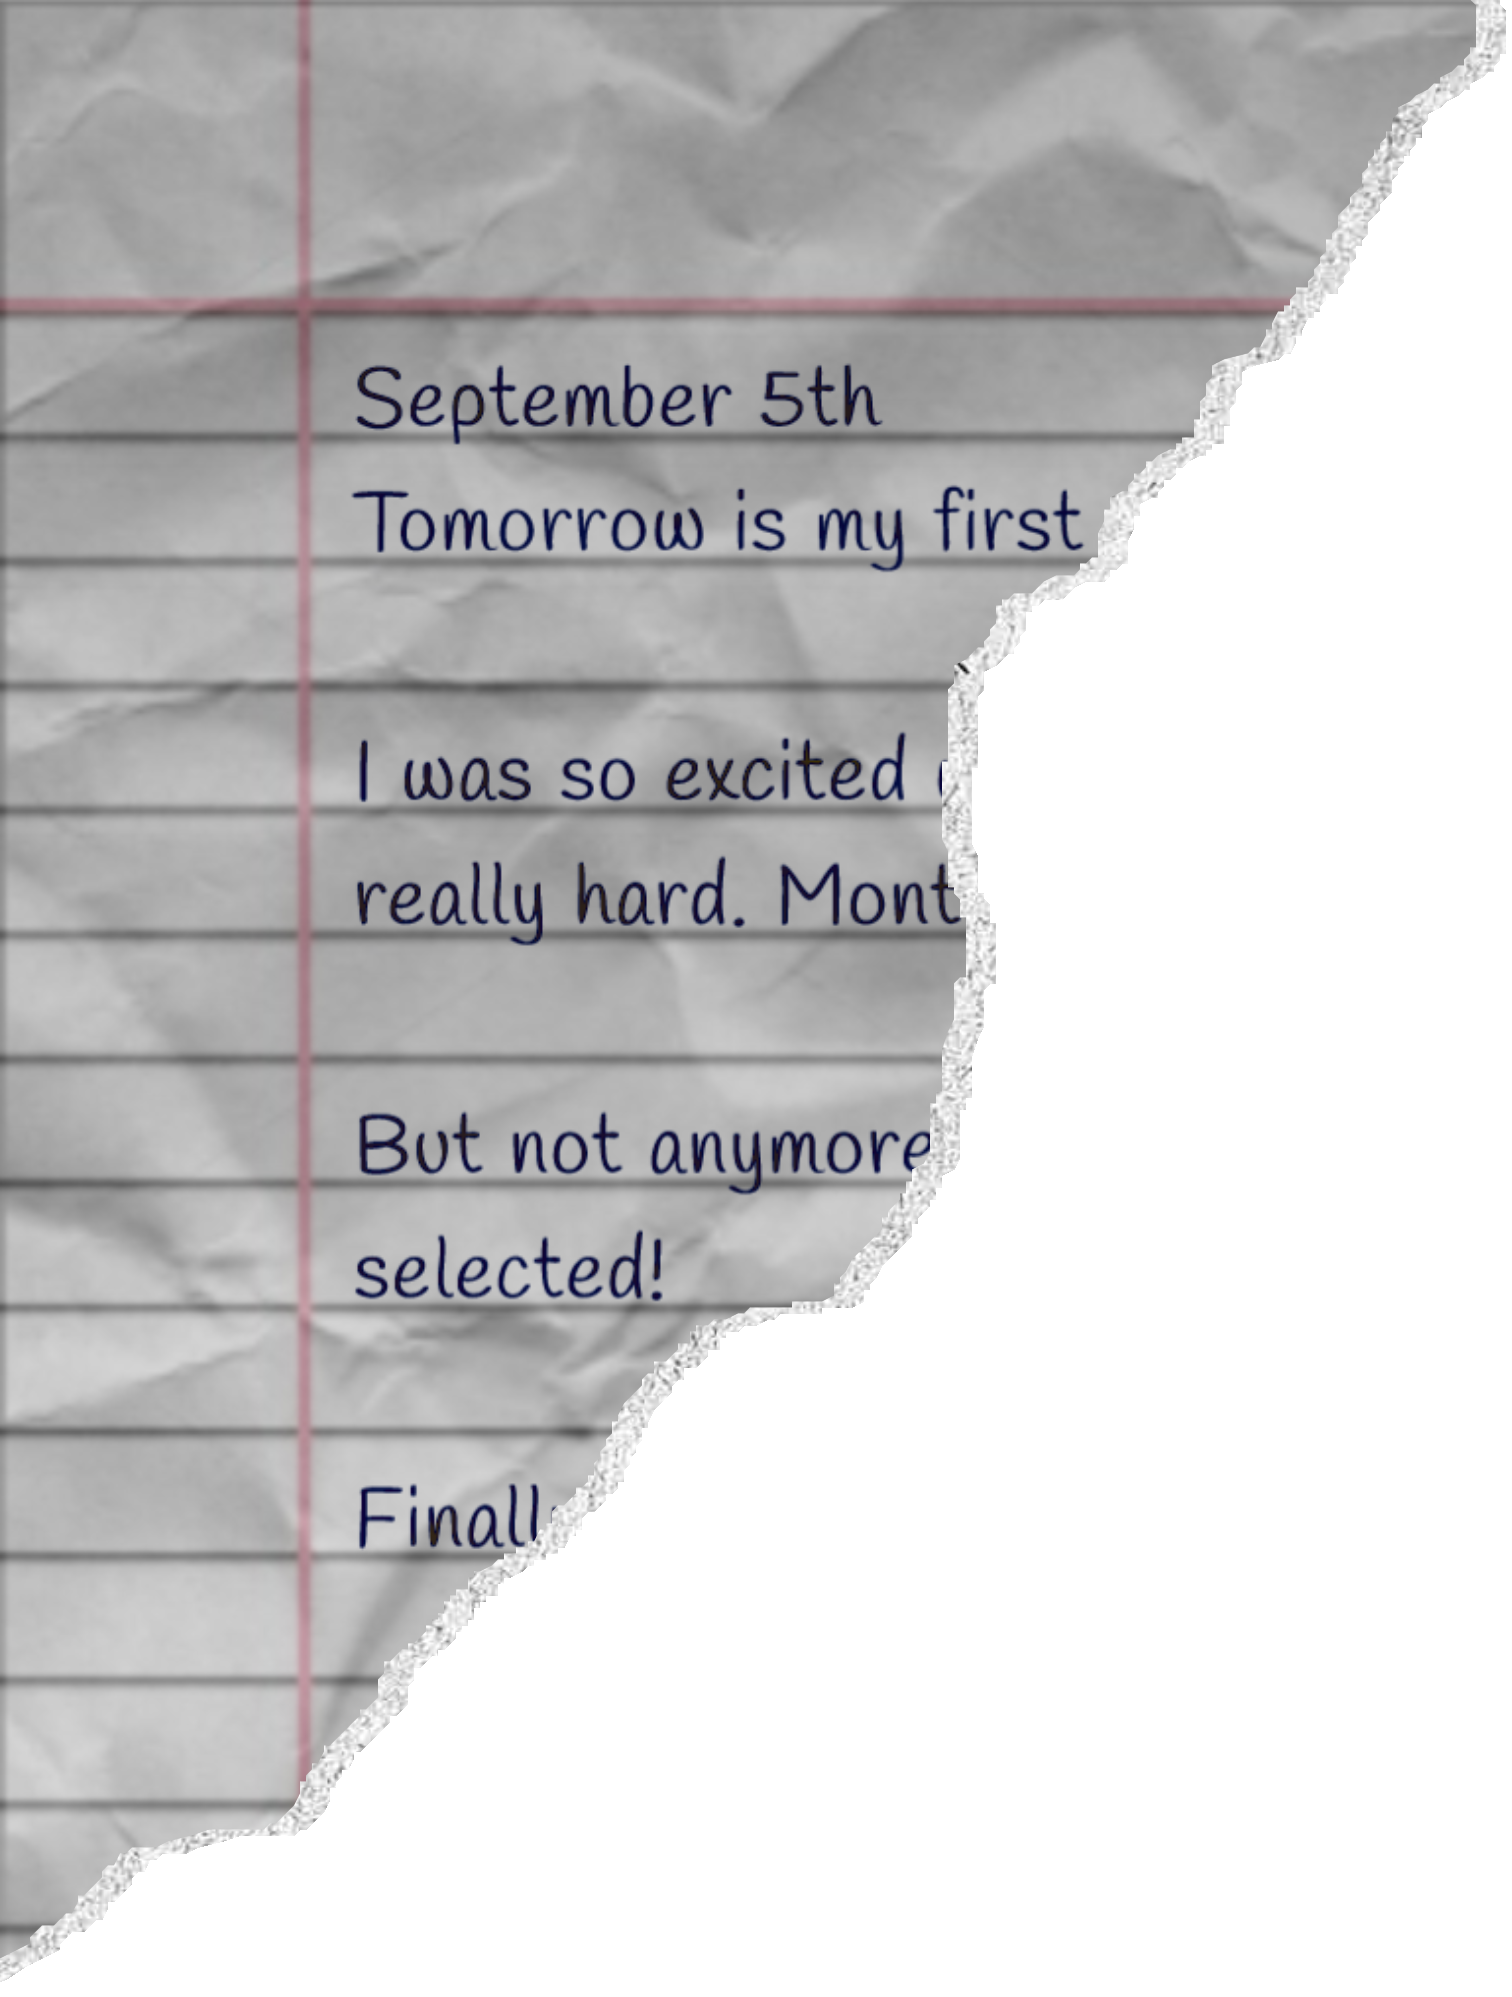 September 5th
Tomorrow is my first
I was so excited
really hard.
But not anymore
selected!